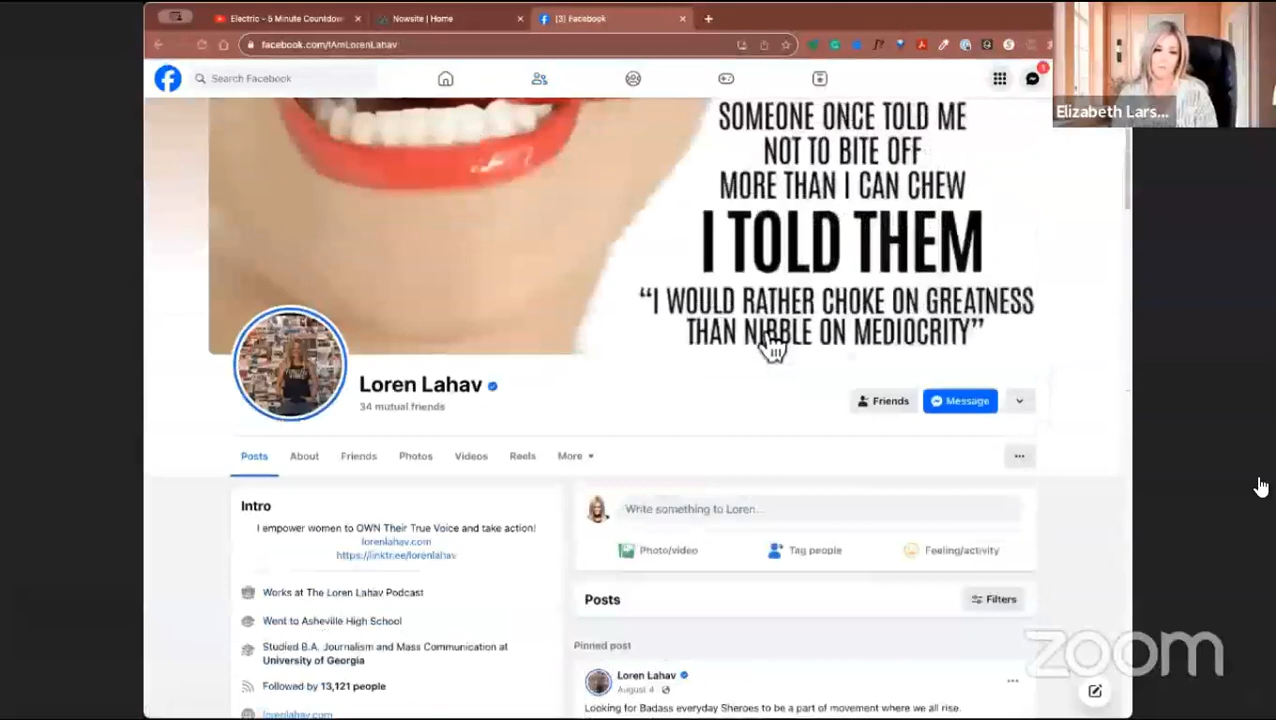 Electric - 5 Minute Countdow
Nowsite | Home
(3) Facebook
facebook.com/IAmLorenLahav
Search Facebook
1
Elizabeth Lars...
SOMEONE ONCE TOLD ME
NOT TO BITE OFF
MORE THAN I CAN CHEW
I TOLD THEM
“I WOULD RATHER CHOKE ON GREATNESS
THAN NIBBLE ON MEDIOCRITY”
Loren Lahav
34 mutual friends
Friends
Message
Posts
About
Friends
Photos
Videos
Reels
More
Intro
I empower women to OWN Their True Voice and take action!
lorenlahav.com
https://linktr.ee/lorenlahav
Works at The Loren Lahav Podcast
Went to Asheville High School
Studied B.A. Journalism and Mass Communication at
University of Georgia
Followed by 13,121 people
lorenlahav.com
Write something to Loren...
Photo/video
Tag people
Feeling/activity
Posts
Filters
Pinned post
Loren Lahav
August 4
Looking for Badass everyday Sheroes to be a part of movement where we all rise.
zoom